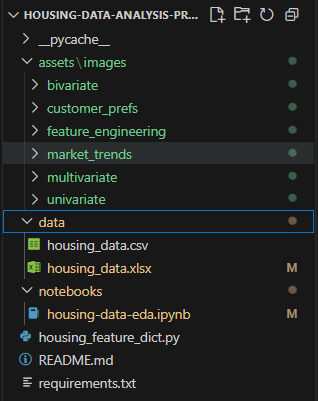 HOUSING-DATA-ANALYSIS-PR...
__pycache__
assets\images
bivariate
customer_prefs
feature_engineering
market_trends
multivariate
univariate
data
housing_data.csv
housing_data.xlsx M
notebooks
housing-data-eda.ipynb M
housing_feature_dict.py
README.md
requirements.txt